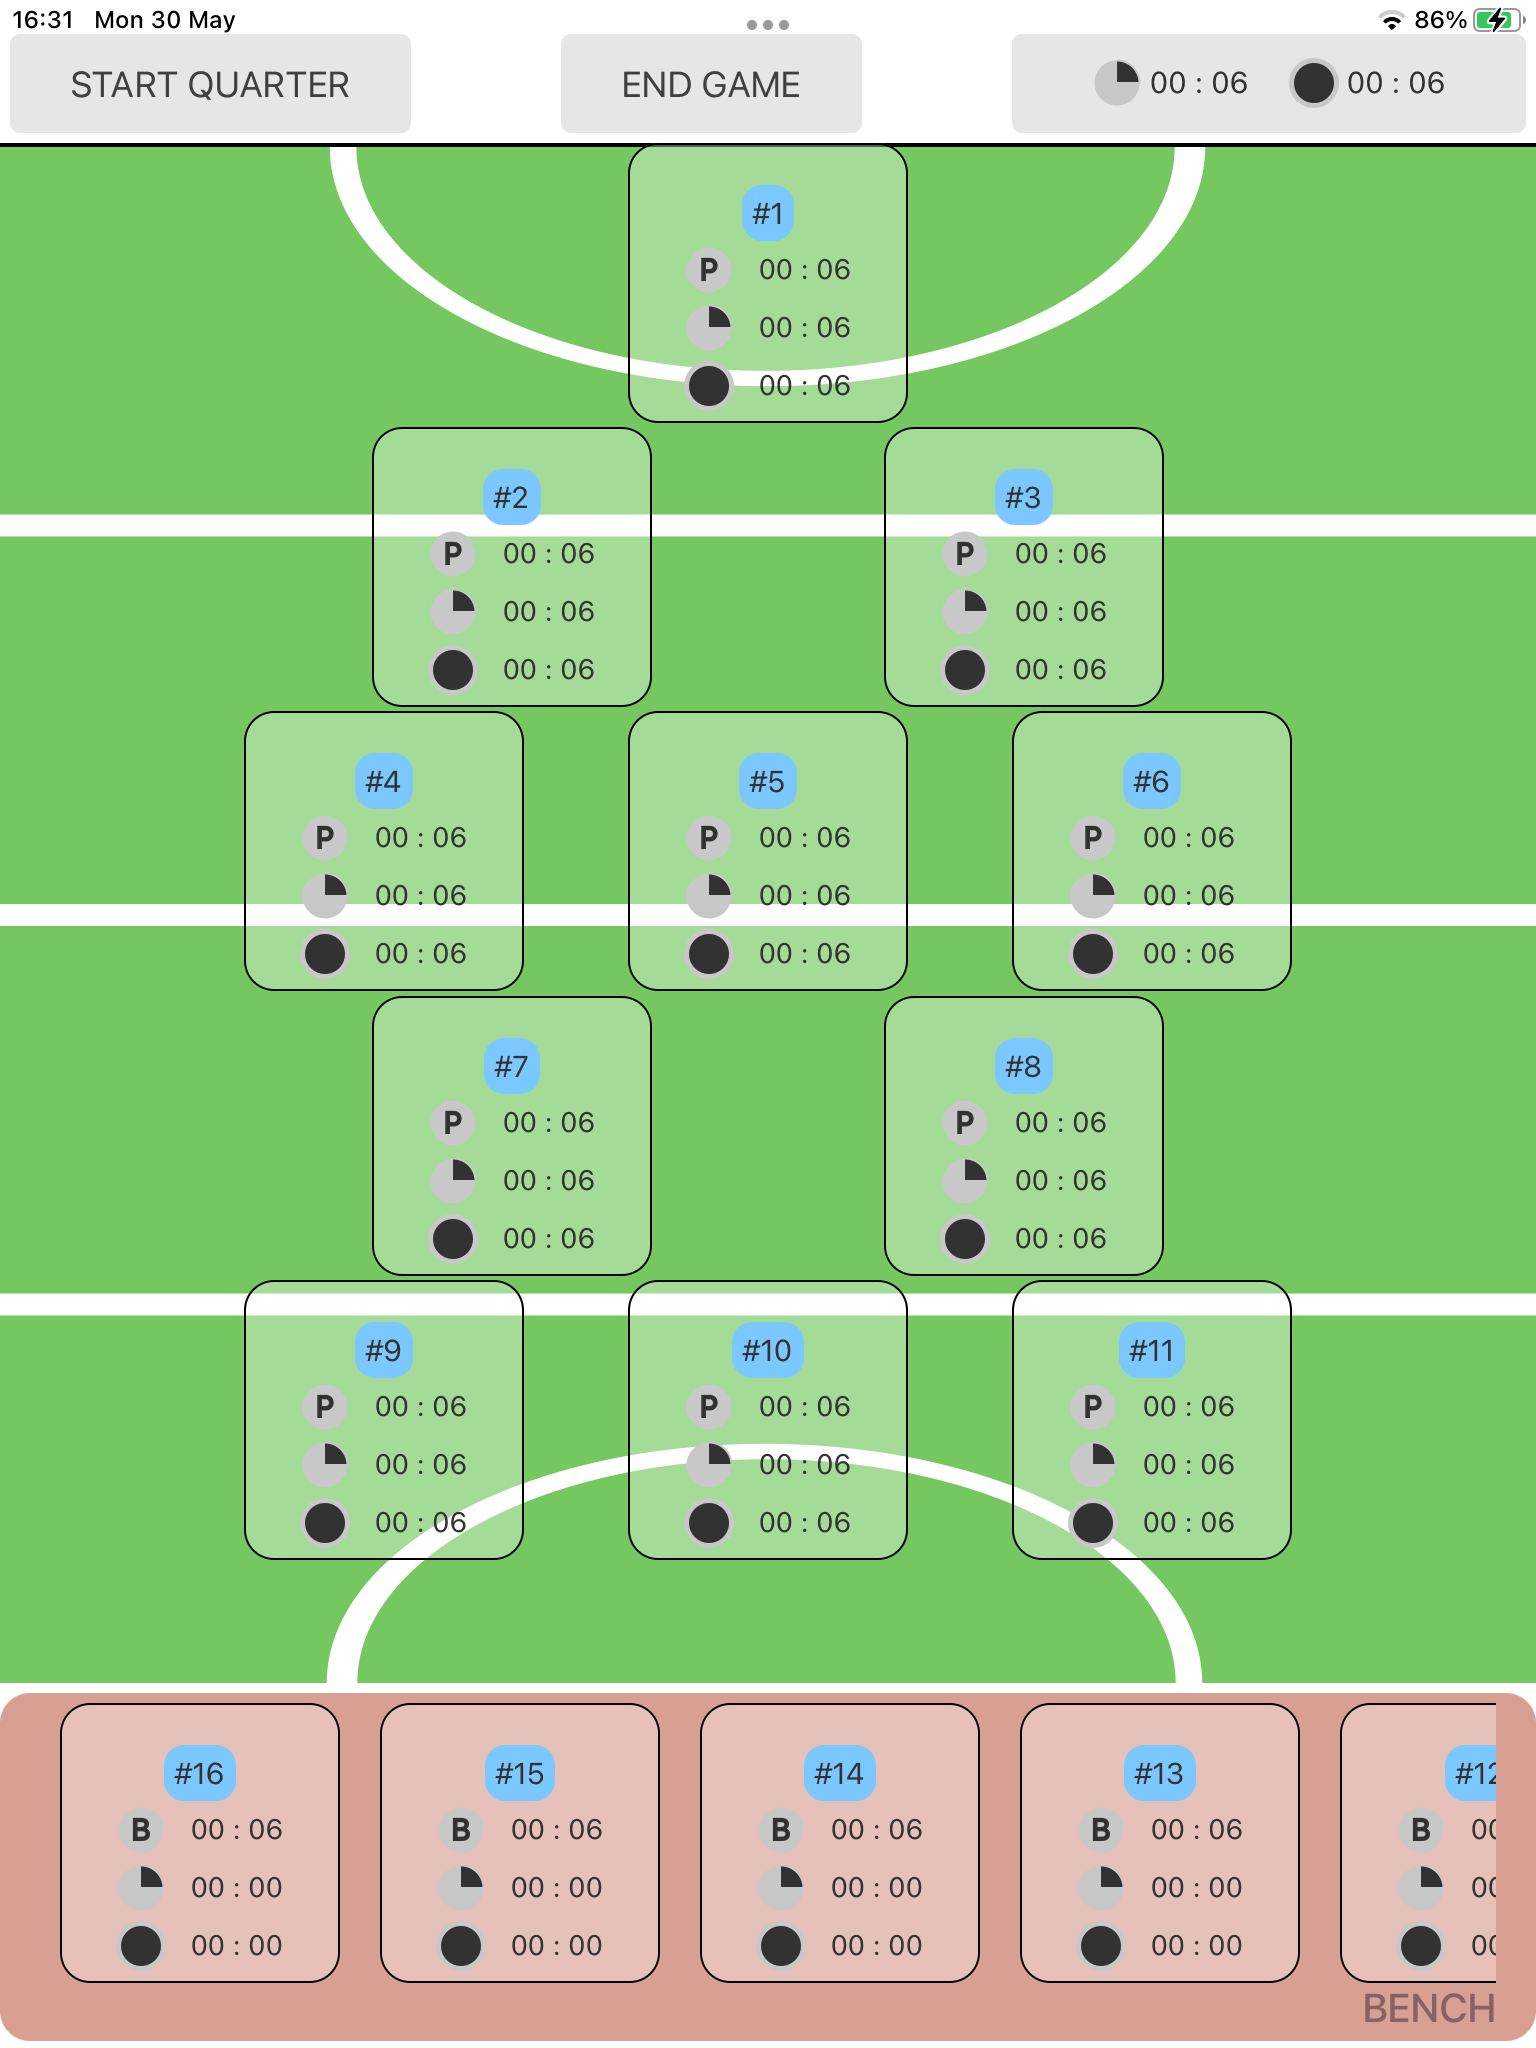 16:31 Mon 30 May 86%
START QUARTER END GAME 00 : 06 00 : 06
#1
P 00 : 06
00 : 06
00 : 06
#2 #3
P 00 : 06 P 00 : 06
00 : 06 00 : 06
00 : 06 00 : 06
#4 #5 #6
P 00 : 06 P 00 : 06 P 00 : 06
00 : 06 00 : 06 00 : 06
00 : 06 00 : 06 00 : 06
#7 #8
P 00 : 06 P 00 : 06
00 : 06 00 : 06
00 : 06 00 : 06
#9 #10 #11
P 00 : 06 P 00 : 06 P 00 : 06
00 : 06 00 : 06 00 : 06
00 : 06 00 : 06 00 : 06
#16 #15 #14 #13 #12
B 00 : 06 B 00 : 06 B 00 : 06 B 00 : 06 B
00 : 00 00 : 00 00 : 00 00 : 00
00 : 00 00 : 00 00 : 00 00 : 00
BENCH